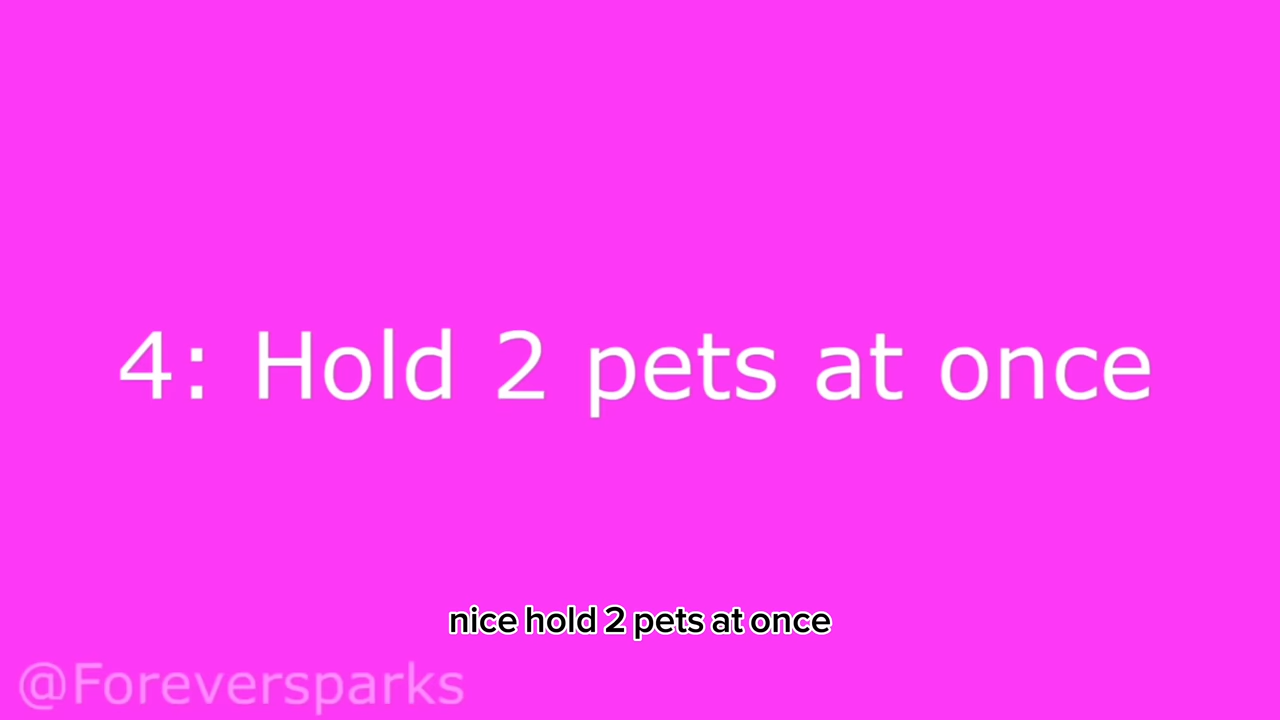 4: Hold 2 pets at once
nice hold 2 pets at once
@Foreversparks